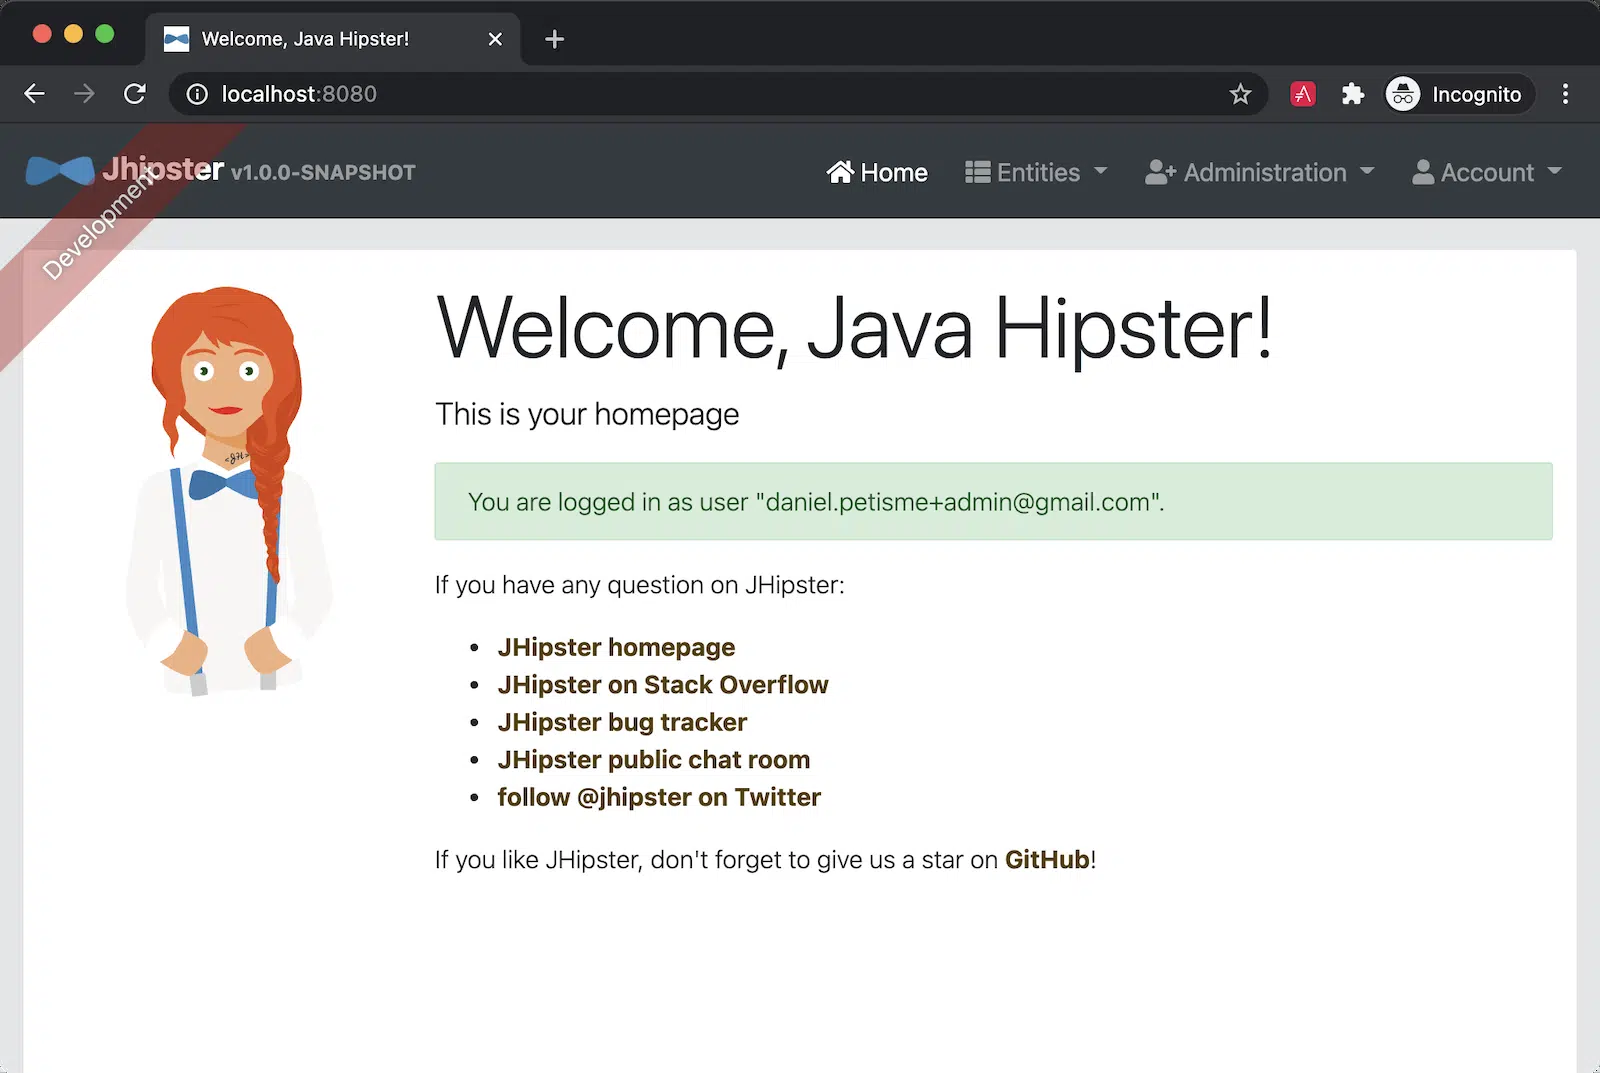 Welcome, Java Hipster!
localhost:8080
Incognito
Jhipster v1.0.0-SNAPSHOT
Home
Entities
Administration
Account
Development
Welcome, Java Hipster!
This is your homepage
You are logged in as user "daniel.petisme+admin@gmail.com".
If you have any question on JHipster:
JHipster homepage
JHipster on Stack Overflow
JHipster bug tracker
JHipster public chat room
follow @jhipster on Twitter
If you like JHipster, don't forget to give us a star on GitHub!